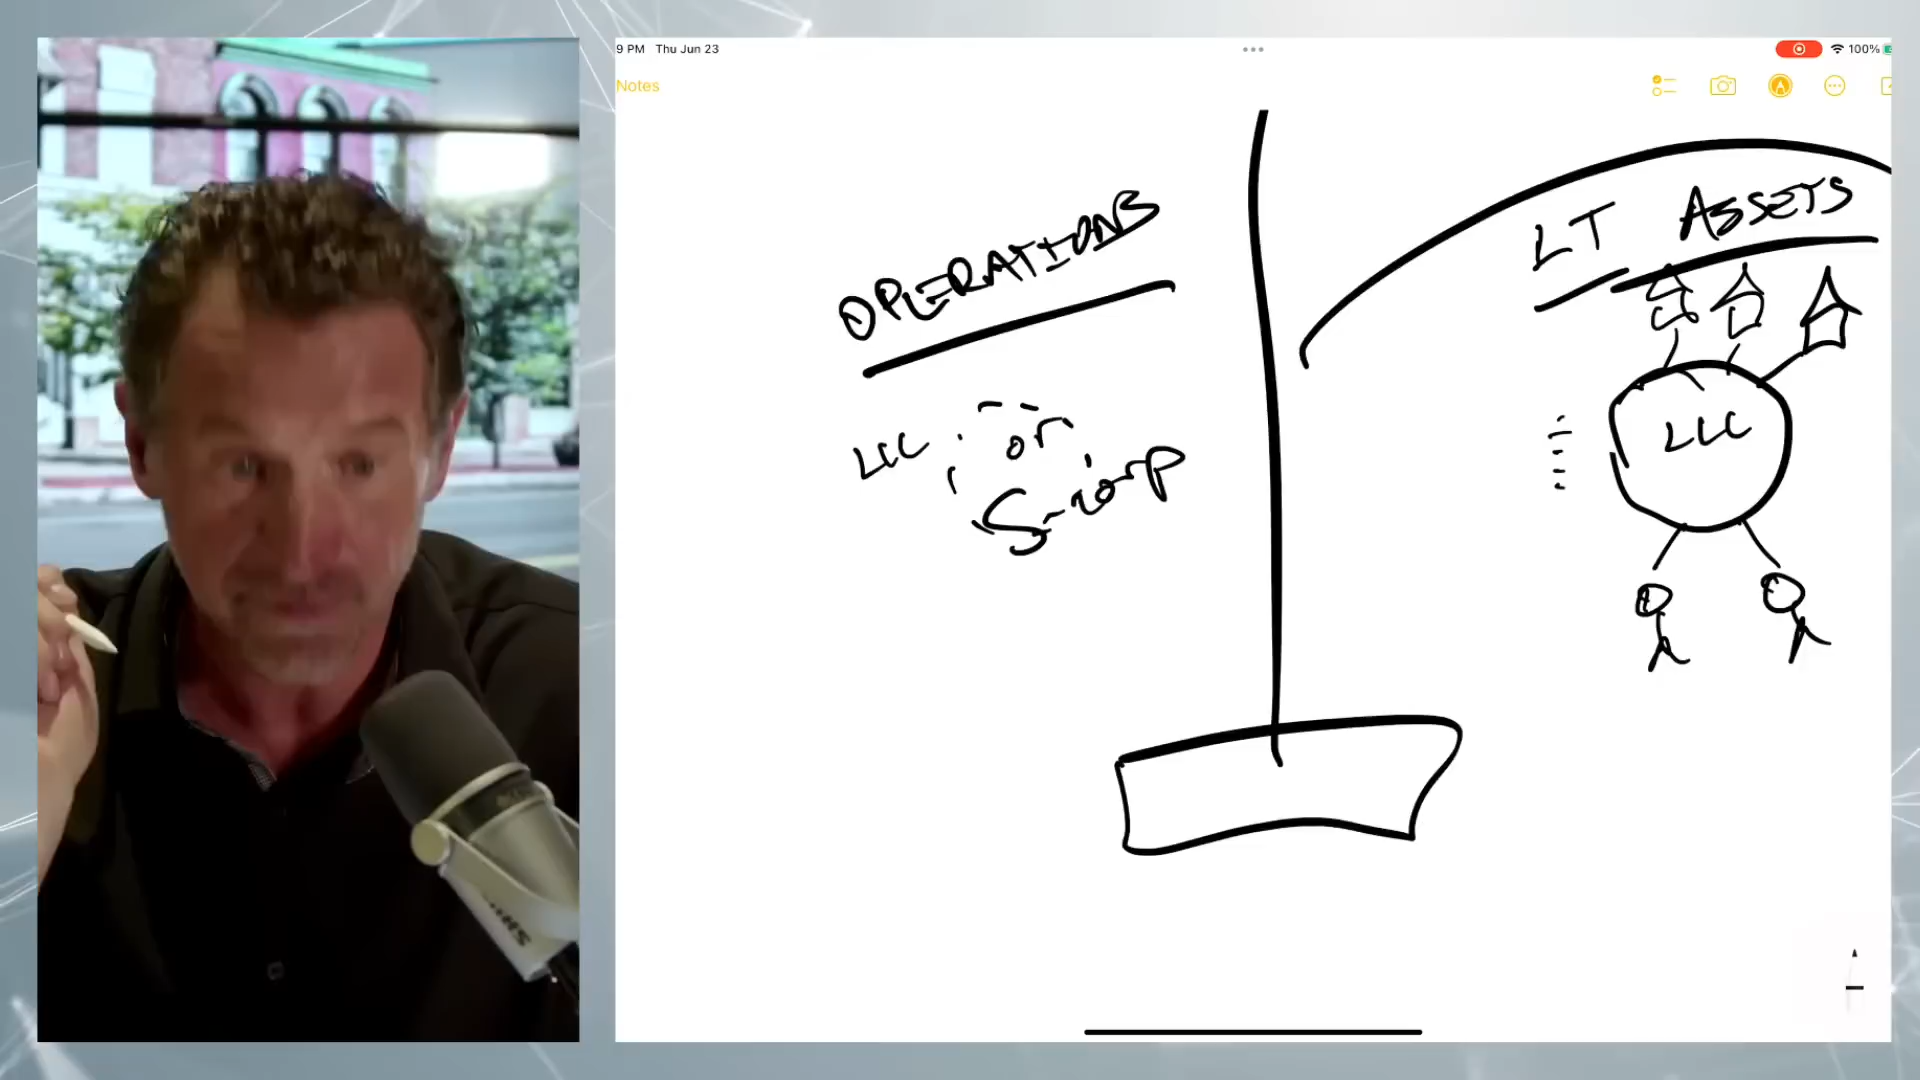 9 PM Thu Jun 23
100%
Notes
OPERATIONS
LLC or
S-corp
LT ASSETS
LLC